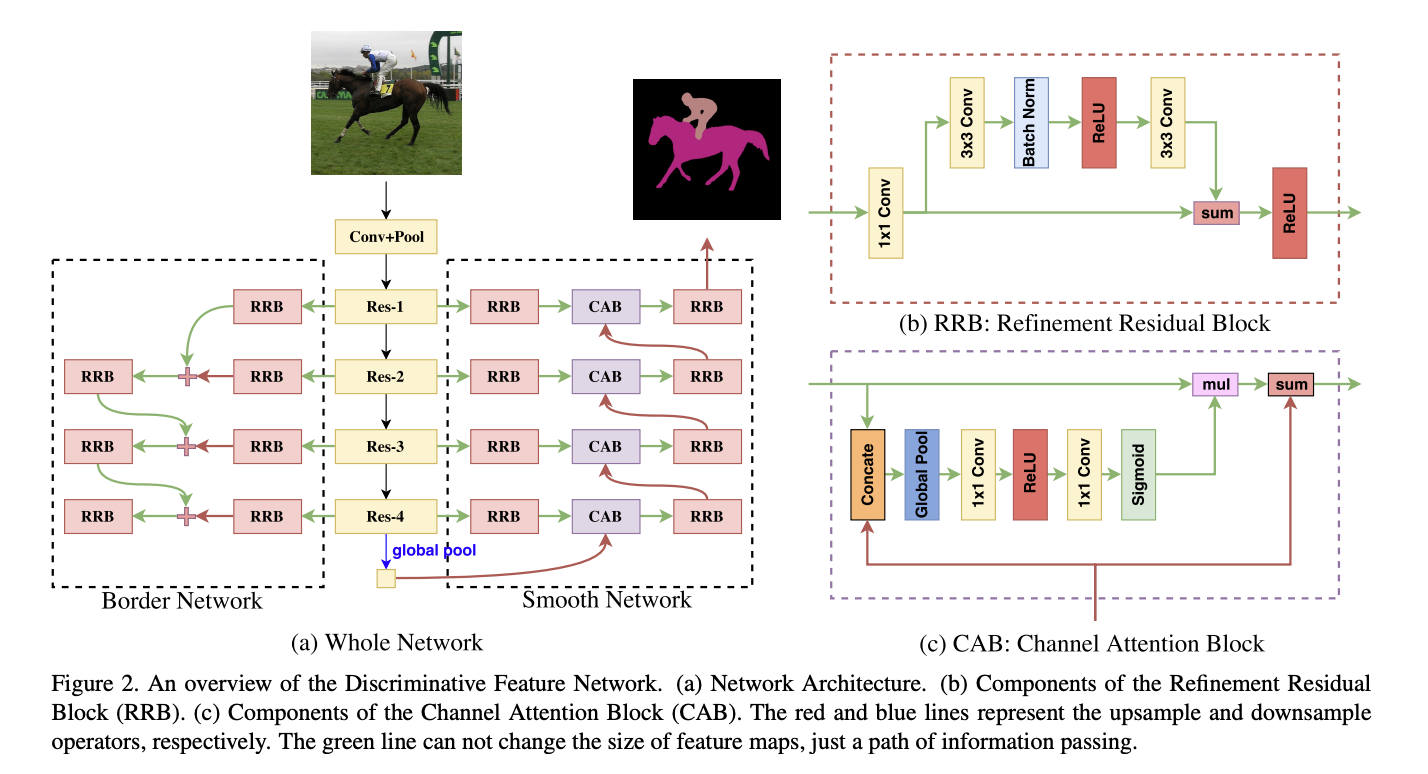 Conv+Pool
RRB
Res-1
RRB
CAB
RRB
RRB
RRB
Res-2
RRB
CAB
RRB
RRB
RRB
Res-3
RRB
CAB
RRB
RRB
RRB
Res-4
RRB
CAB
RRB
global pool
Border Network
Smooth Network
(a) Whole Network
1x1 Conv
3x3 Conv
Batch Norm
ReLU
3x3 Conv
sum
ReLU
(b) RRB: Refinement Residual Block
mul
sum
Concate
Global Pool
1x1 Conv
ReLU
1x1 Conv
Sigmoid
(c) CAB: Channel Attention Block
Figure 2. An overview of the Discriminative Feature Network. (a) Network Architecture. (b) Components of the Refinement Residual
Block (RRB). (c) Components of the Channel Attention Block (CAB). The red and blue lines represent the upsample and downsample
operators, respectively. The green line can not change the size of feature maps, just a path of information passing.